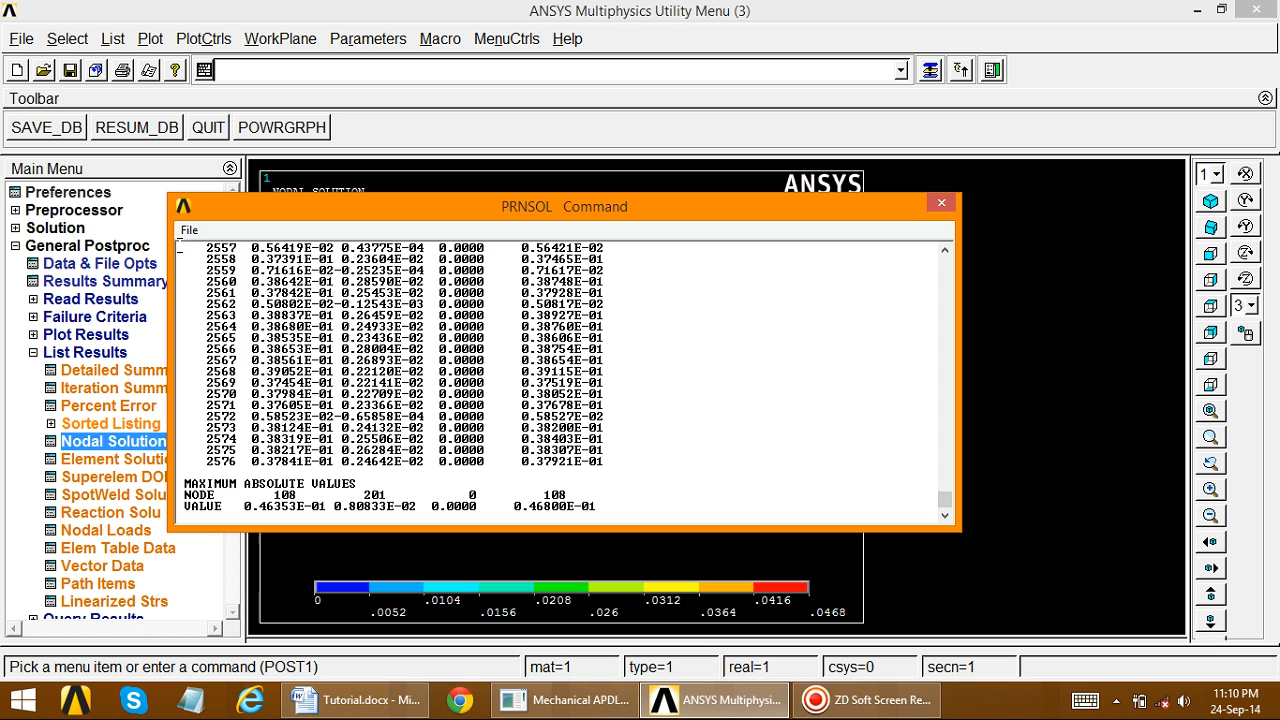 ANSYS Multiphysics Utility Menu (3)
File Select List Plot PlotCtrls WorkPlane Parameters Macro MenuCtrls Help
Toolbar
SAVE_DB RESUM_DB QUIT POWRGRPH
Main Menu
Preferences
Preprocessor
Solution
General Postproc
Data & File Opts
Results Summary
Read Results
Failure Criteria
Plot Results
List Results
Detailed Summ
Iteration Summ
Percent Error
Sorted Listing
Nodal Solution
Element Soluti
Superelem DO
SpotWeld Solu
Reaction Solu
Nodal Loads
Elem Table Data
Vector Data
Path Items
Linearized Strs
Query Results
1
NODAL SOLUTION
ANSYS
PRNSOL Command
File
2557 0.56419E-02 0.43775E-04 0.0000 0.56421E-02
2558 0.37391E-01 0.23604E-02 0.0000 0.37465E-01
2559 0.71616E-02-0.25235E-04 0.0000 0.71617E-02
2560 0.38642E-01 0.28590E-02 0.0000 0.38748E-01
2561 0.37842E-01 0.25453E-02 0.0000 0.37928E-01
2562 0.50802E-02-0.12543E-03 0.0000 0.50817E-02
2563 0.38837E-01 0.26459E-02 0.0000 0.38927E-01
2564 0.38680E-01 0.24933E-02 0.0000 0.38760E-01
2565 0.38535E-01 0.23436E-02 0.0000 0.38606E-01
2566 0.38653E-01 0.28004E-02 0.0000 0.38754E-01
2567 0.38561E-01 0.26893E-02 0.0000 0.38654E-01
2568 0.39052E-01 0.22120E-02 0.0000 0.39115E-01
2569 0.37454E-01 0.22141E-02 0.0000 0.37519E-01
2570 0.37984E-01 0.22709E-02 0.0000 0.38052E-01
2571 0.37605E-01 0.23366E-02 0.0000 0.37678E-01
2572 0.58523E-02-0.65858E-04 0.0000 0.58527E-02
2573 0.38124E-01 0.24132E-02 0.0000 0.38200E-01
2574 0.38319E-01 0.25506E-02 0.0000 0.38403E-01
2575 0.38217E-01 0.26284E-02 0.0000 0.38307E-01
2576 0.37841E-01 0.24642E-02 0.0000 0.37921E-01
MAXIMUM ABSOLUTE VALUES
NODE 108 201 0 108
VALUE 0.46353E-01 0.80833E-02 0.0000 0.46800E-01
0 .0104 .0208 .0312 .0416
.0052 .0156 .026 .0364 .0468
1
3
Pick a menu item or enter a command (POST1) mat=1 type=1 real=1 csys=0 secn=1
Tutorial.docx - Mi... Mechanical APDL... ANSYS Multiphysi... ZD Soft Screen Re...
11:10 PM
24-Sep-14